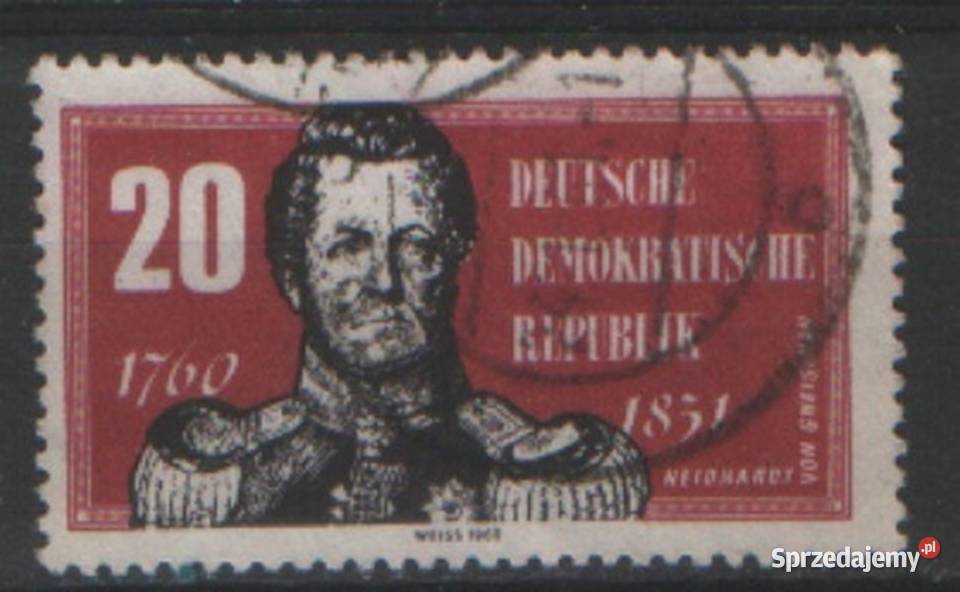 20
DEUTSCHE
DEMOKRATISCHE
REPUBLIK
1760
1831
NEIDHARDT
VON GNEISENAU
WEISS 1960
Sprzedajemy.pl